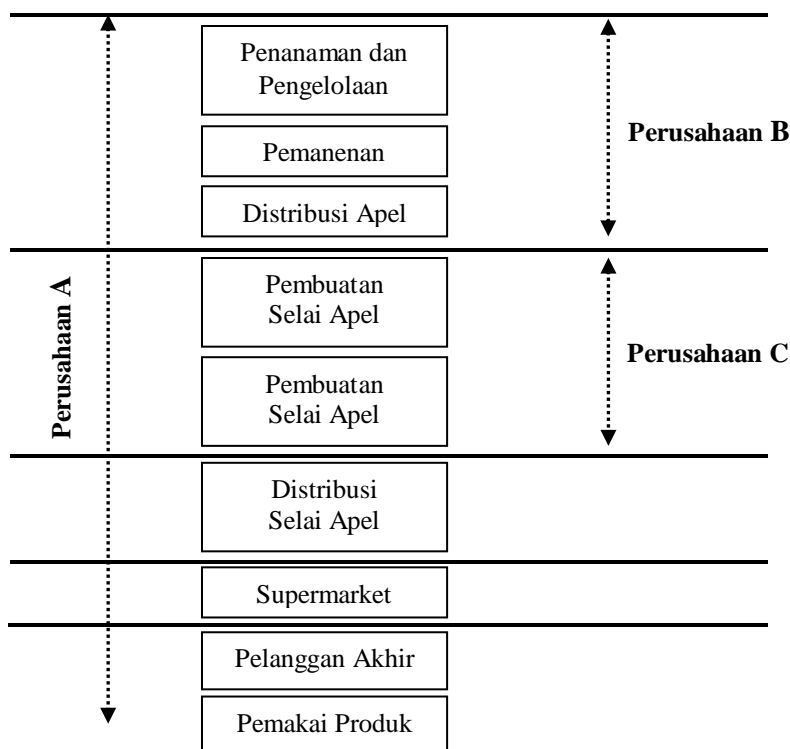 Penanaman dan
Pengelolaan
Perusahaan B
Pemanenan
Distribusi Apel
Perusahaan A
Pembuatan
Selai Apel
Perusahaan C
Pembuatan
Selai Apel
Distribusi
Selai Apel
Supermarket
Pelanggan Akhir
Pemakai Produk